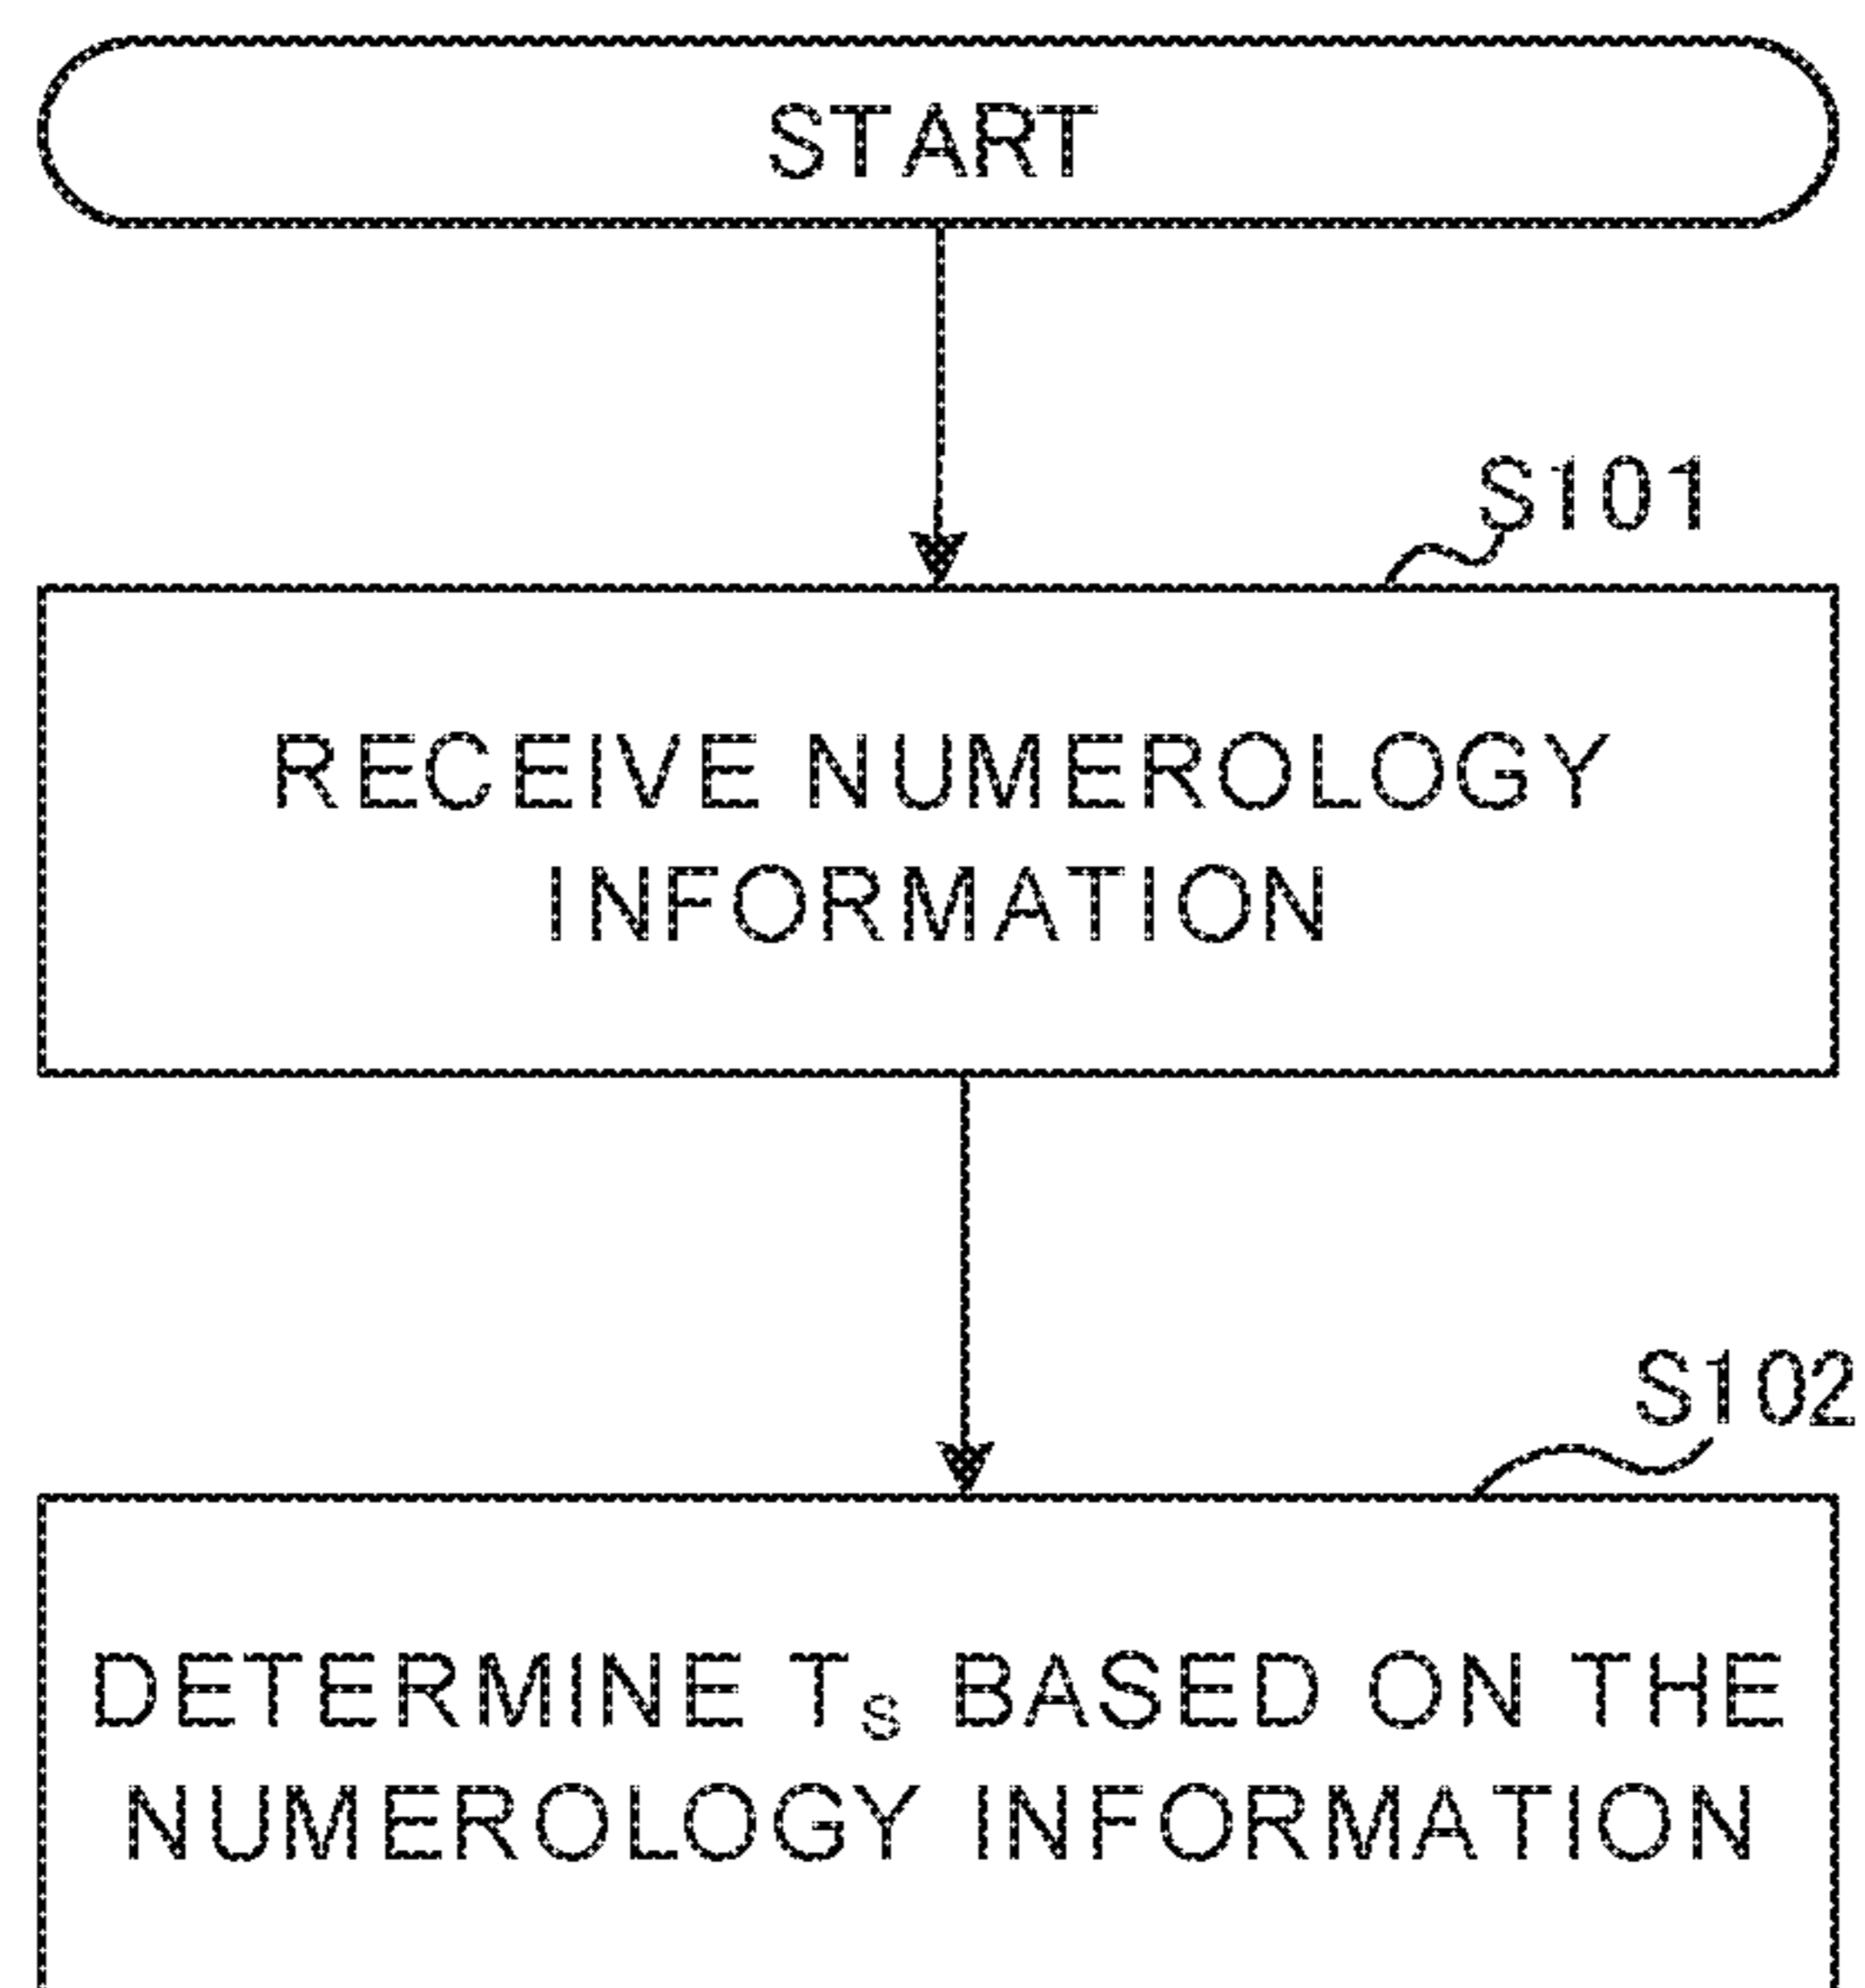 START
S101
RECEIVE NUMEROLOGY
INFORMATION
S102
DETERMINE Tₛ BASED ON THE
NUMEROLOGY INFORMATION